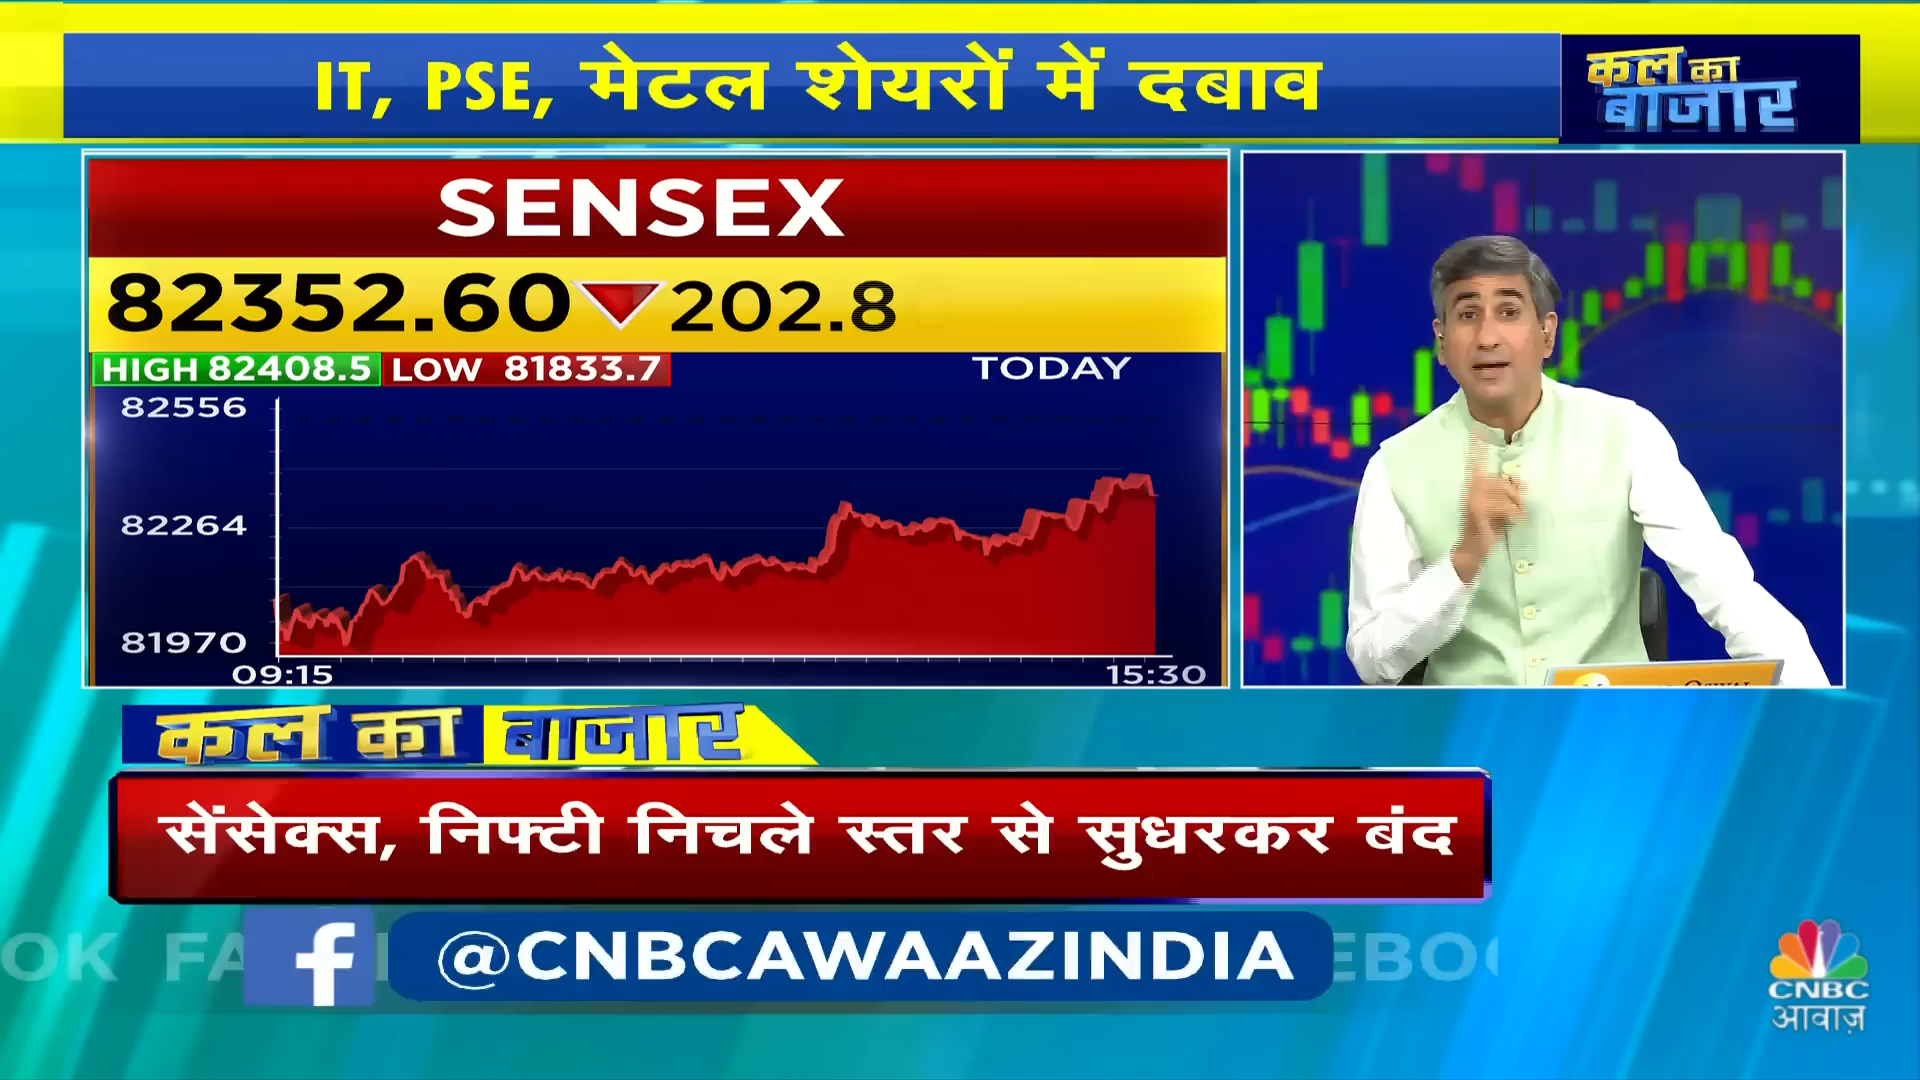 IT, PSE, मेटल शेयरों में दबाव
कल का
बाजार
SENSEX
82352.60 202.8
HIGH 82408.5 LOW 81833.7
TODAY
82556
82264
81970
09:15 15:30
कल का बाजार
सेंसेक्स, निफ्टी निचले स्तर से सुधरकर बंद
@CNBCAWAAZINDIA
CNBC
आवाज़